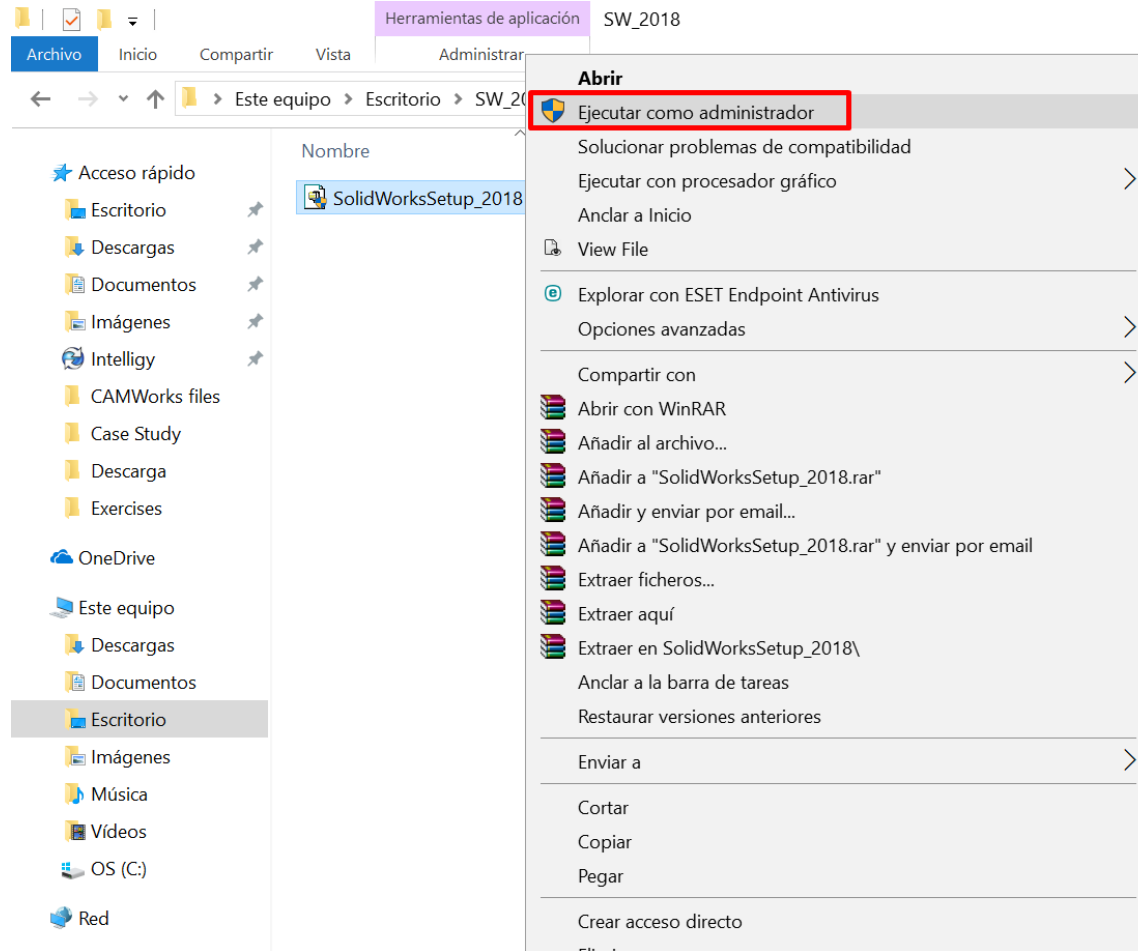 Herramientas de aplicación SW_2018
Archivo Inicio Compartir Vista Administrar
Este equipo Escritorio SW_20
Nombre
SolidWorksSetup_2018
Acceso rápido
Escritorio
Descargas
Documentos
Imágenes
Intelligy
CAMWorks files
Case Study
Descarga
Exercises
OneDrive
Este equipo
Descargas
Documentos
Escritorio
Imágenes
Música
Vídeos
OS (C:)
Red
Abrir
Ejecutar como administrador
Solucionar problemas de compatibilidad
Ejecutar con procesador gráfico
Anclar a Inicio
View File
Explorar con ESET Endpoint Antivirus
Opciones avanzadas
Compartir con
Abrir con WinRAR
Añadir al archivo...
Añadir a "SolidWorksSetup_2018.rar"
Añadir y enviar por email...
Añadir a "SolidWorksSetup_2018.rar" y enviar por email
Extraer ficheros...
Extraer aquí
Extraer en SolidWorksSetup_2018\
Anclar a la barra de tareas
Restaurar versiones anteriores
Enviar a
Cortar
Copiar
Pegar
Crear acceso directo